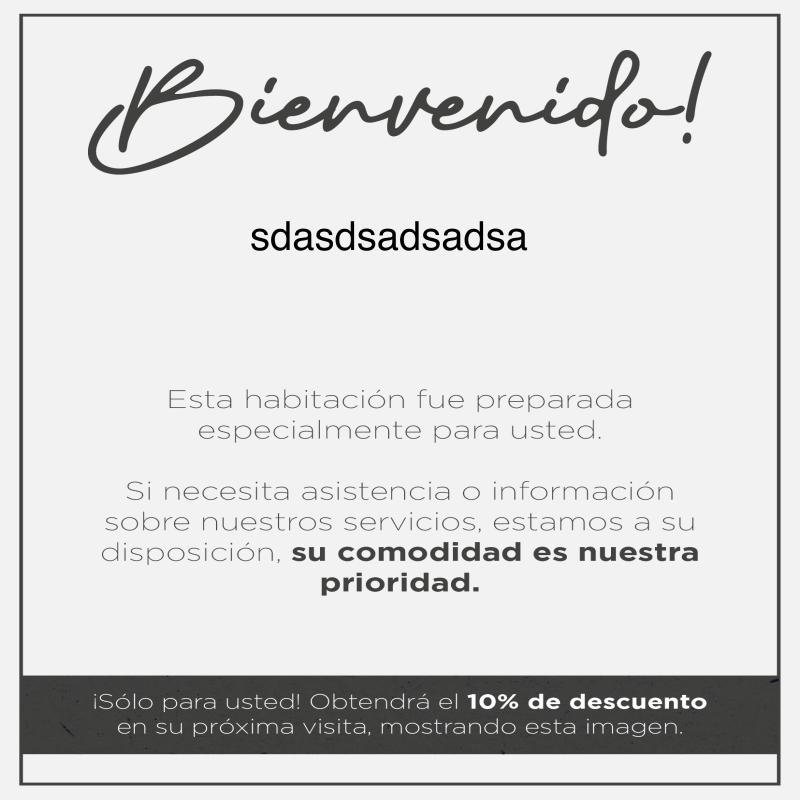 Bienvenido!
sdasdsadsadsa
Esta habitación fue preparada
especialmente para usted.
Si necesita asistencia o información
sobre nuestros servicios, estamos a su
disposición, su comodidad es nuestra
prioridad.
¡Sólo para usted! Obtendrá el 10% de descuento
en su próxima visita, mostrando esta imagen.